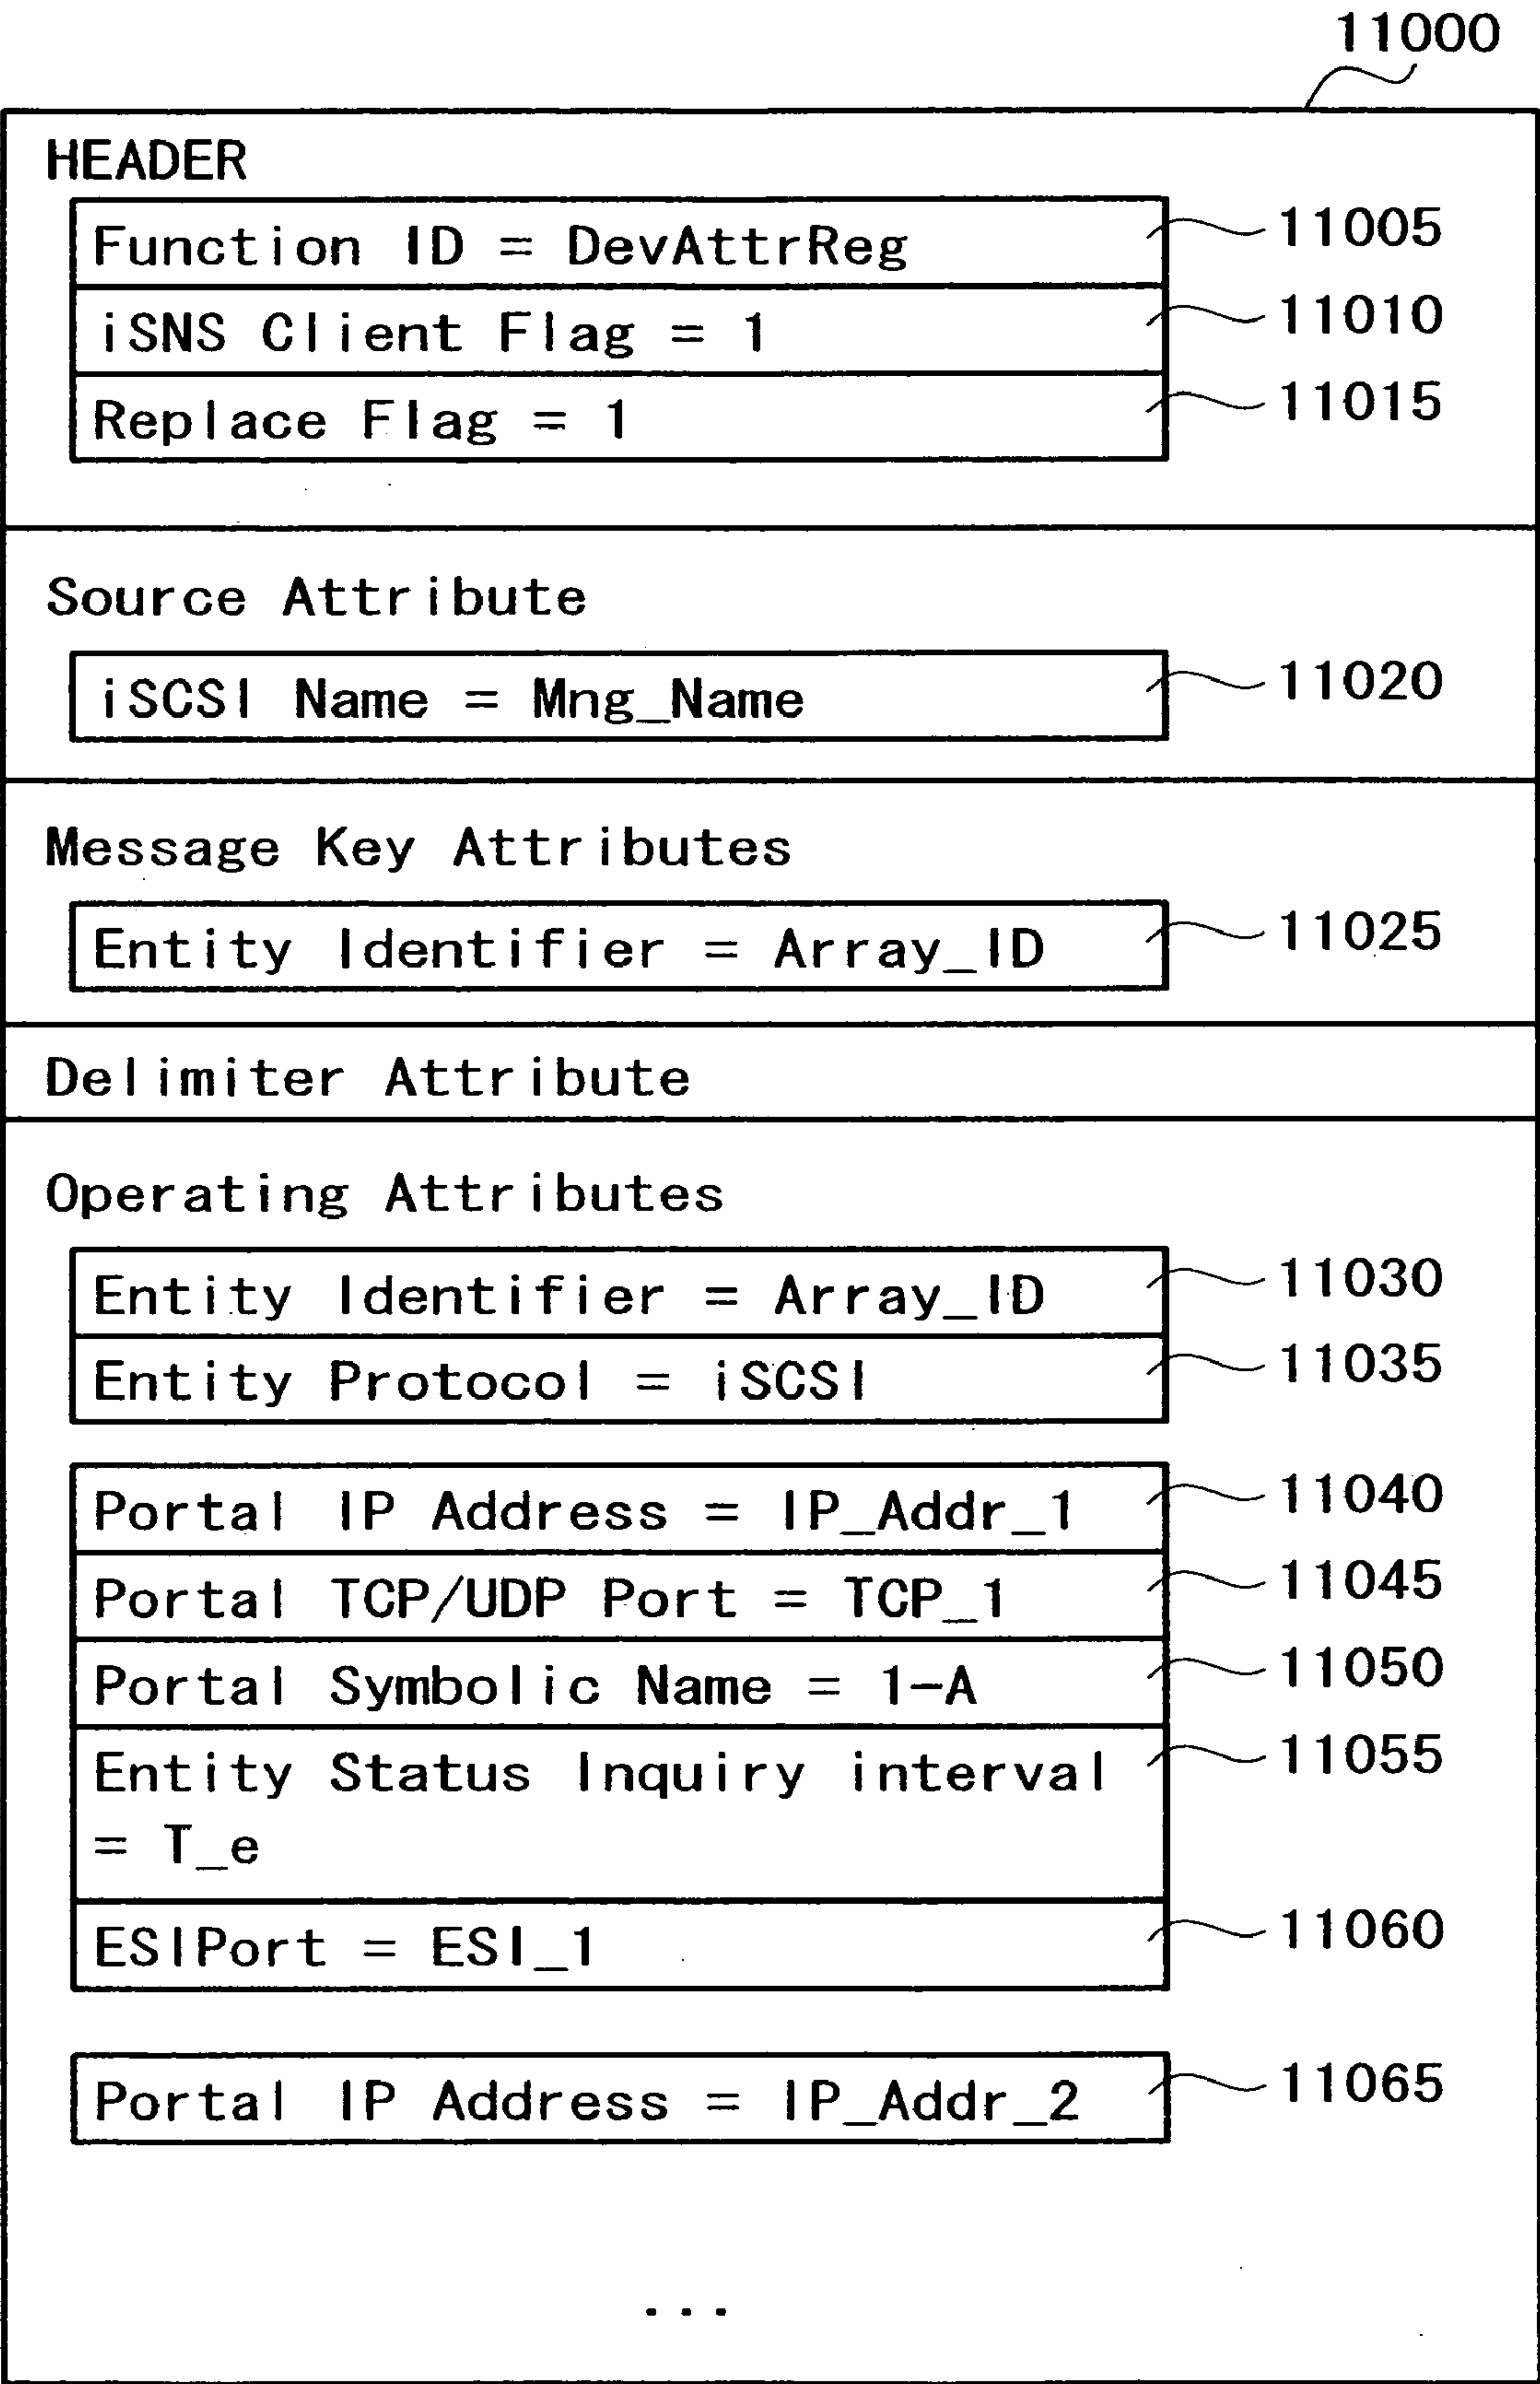 11000
HEADER
Function ID = DevAttrReg 11005
iSNS Client Flag = 1 11010
Replace Flag = 1 11015
Source Attribute
iSCSI Name = Mng_Name 11020
Message Key Attributes
Entity Identifier = Array_ID 11025
Delimiter Attribute
Operating Attributes
Entity Identifier = Array_ID 11030
Entity Protocol = iSCSI 11035
Portal IP Address = IP_Addr_1 11040
Portal TCP/UDP Port = TCP_1 11045
Portal Symbolic Name = 1-A 11050
Entity Status Inquiry interval 11055
= T_e
ESIPort = ESI_1 11060
Portal IP Address = IP_Addr_2 11065
...